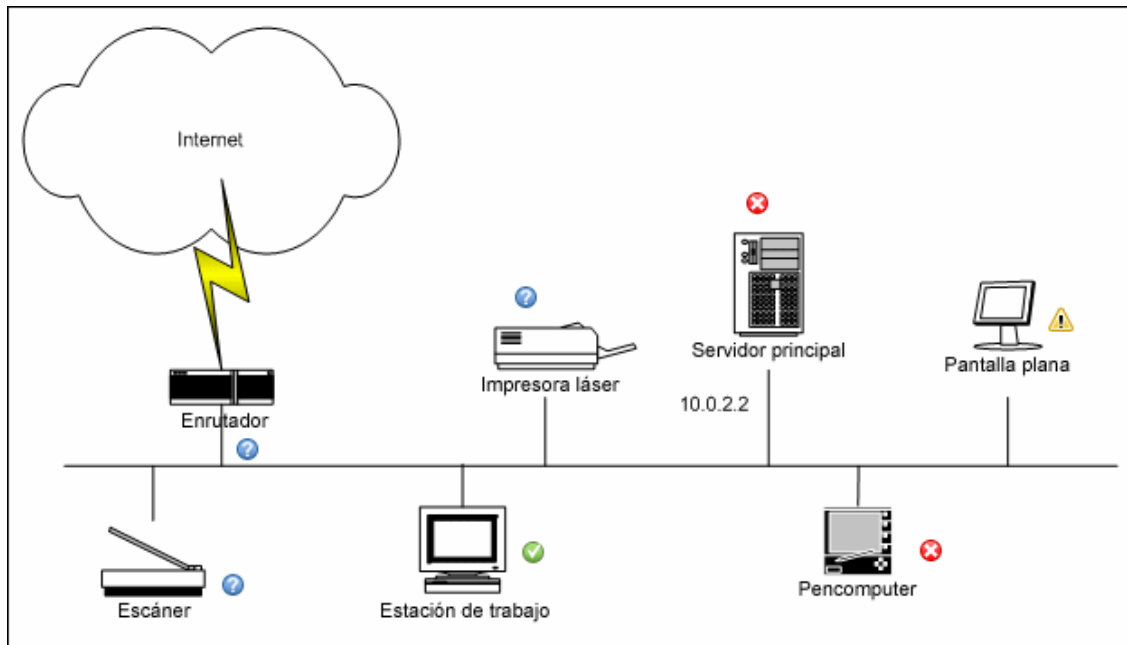 Internet
Servidor principal
Pantalla plana
Impresora láser
10.0.2.2
Enrutador
Escáner
Estación de trabajo
Pencomputer